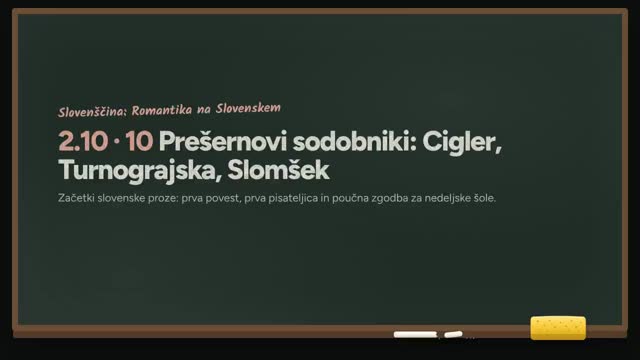 Slovenščina: Romantika na Slovenskem
2.10 · 10 Prešernovi sodobniki: Cigler,
Turnograjska, Slomšek
Začetki slovenske proze: prva povest, prva pisateljica in poučna zgodba za nedeljske šole.